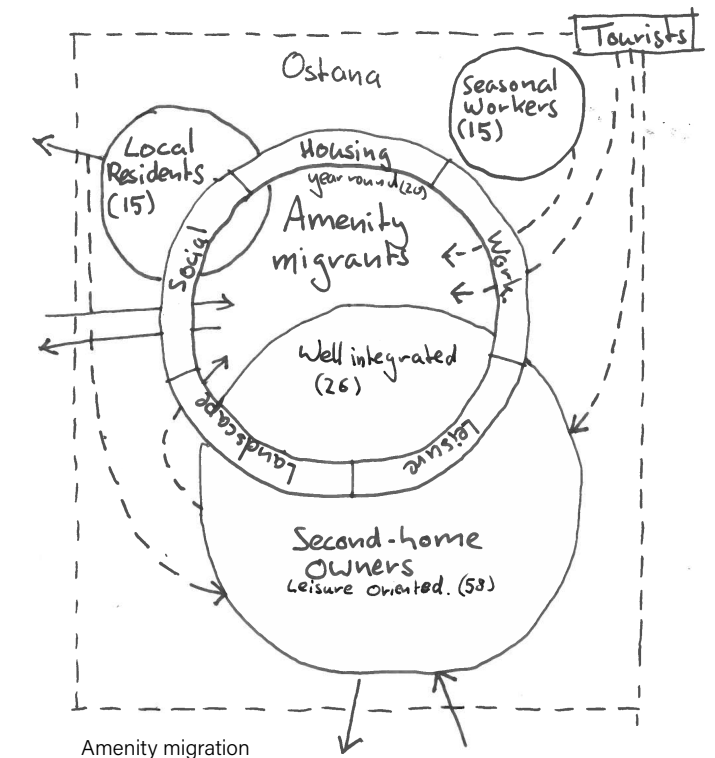 Tourists
Ostana
Seasonal
Workers
(15)
Local
Residents
(15)
Housing
year round (20)
Amenity
migrants
Social
Work.
Well integrated
(26)
Landscape
Leisure
Second-home
owners
Leisure Oriented. (58)
Amenity migration